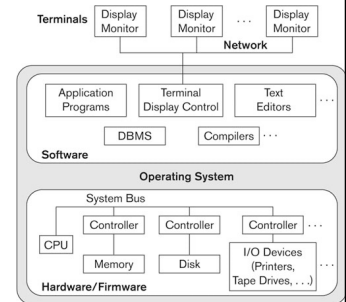 Terminals
Display
Monitor
Display
Monitor
. . .
Display
Monitor
Network
Application
Programs
Terminal
Display Control
Text
Editors
. . .
DBMS
Compilers
. . .
Software
Operating System
System Bus
Controller
Controller
Controller
. . .
CPU
Memory
Disk
I/O Devices
(Printers,
Tape Drives, . . .)
. . .
Hardware/Firmware